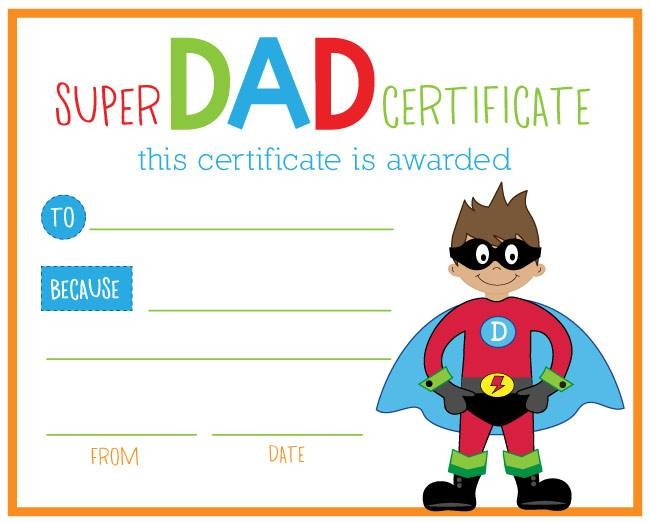 SUPER DAD CERTIFICATE
this certificate is awarded
TO
BECAUSE
D
FROM DATE